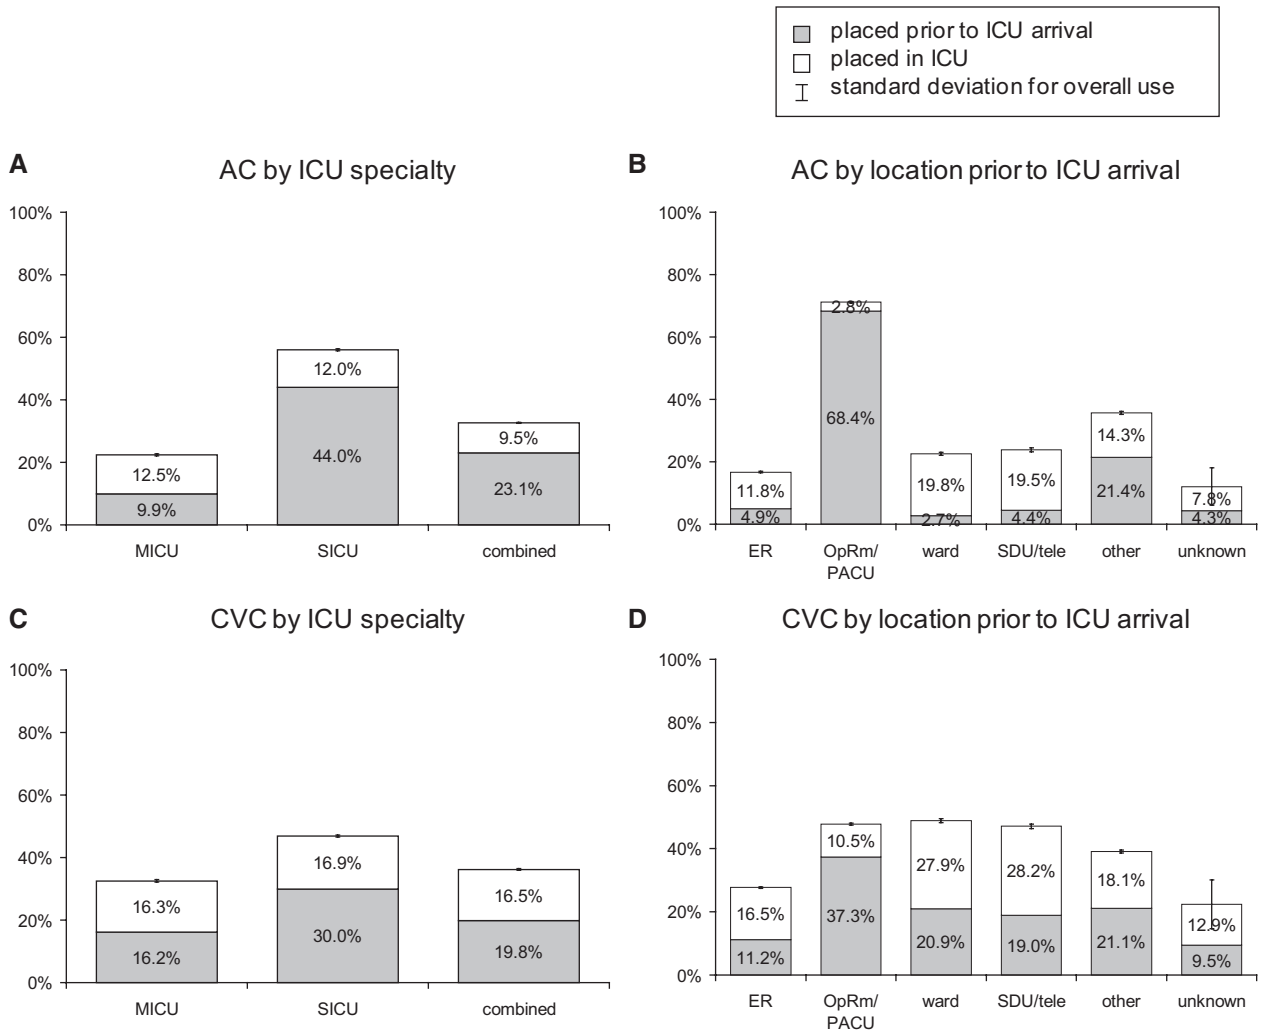 placed prior to ICU arrival
placed in ICU
standard deviation for overall use
A
AC by ICU specialty
100%
80%
60%
40%
20%
0%
12.5%
9.9%
12.0%
44.0%
9.5%
23.1%
MICU
SICU
combined
B
AC by location prior to ICU arrival
100%
80%
60%
40%
20%
0%
11.8%
4.9%
2.8%
68.4%
19.8%
2.7%
19.5%
4.4%
14.3%
21.4%
7.8%
4.3%
ER
OpRm/
PACU
ward
SDU/tele
other
unknown
C
CVC by ICU specialty
100%
80%
60%
40%
20%
0%
16.3%
16.2%
16.9%
30.0%
16.5%
19.8%
MICU
SICU
combined
D
CVC by location prior to ICU arrival
100%
80%
60%
40%
20%
0%
16.5%
11.2%
10.5%
37.3%
27.9%
20.9%
28.2%
19.0%
18.1%
21.1%
12.9%
9.5%
ER
OpRm/
PACU
ward
SDU/tele
other
unknown